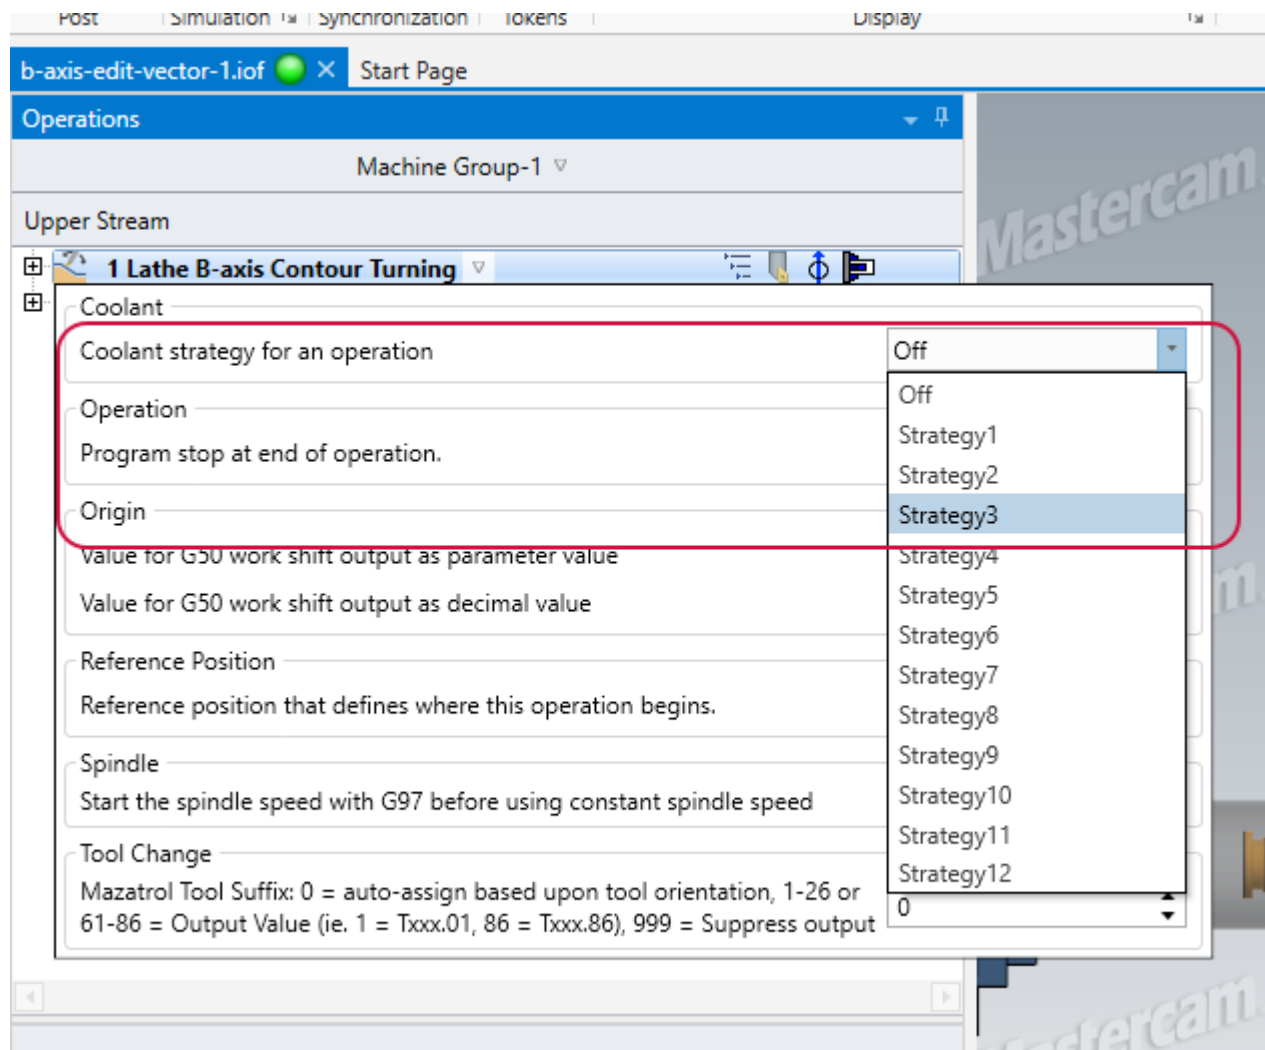 Post Simulation Synchronization Tokens Display
b-axis-edit-vector-1.iof Start Page
Operations
Machine Group-1
Upper Stream
1 Lathe B-axis Contour Turning
Coolant
Coolant strategy for an operation Off
Off
Operation
Strategy1
Program stop at end of operation.
Strategy2
Origin
Strategy3
Value for G50 work shift output as parameter value
Strategy4
Value for G50 work shift output as decimal value
Strategy5
Strategy6
Reference Position
Strategy7
Reference position that defines where this operation begins.
Strategy8
Spindle
Strategy9
Start the spindle speed with G97 before using constant spindle speed
Strategy10
Strategy11
Tool Change
Strategy12
Mazatrol Tool Suffix: 0 = auto-assign based upon tool orientation, 1-26 or
61-86 = Output Value (ie. 1 = Txxx.01, 86 = Txxx.86), 999 = Suppress output
0
Mastercam
m.
stercam